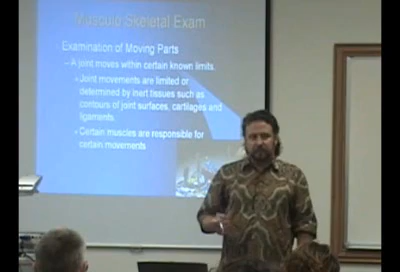 Musculo Skeletal Exam
Examination of Moving Parts
– A joint moves within certain known limits.
Joint movements are limited or
determined by inert tissues such as
contours of joint surfaces, cartilages and
ligaments.
Certain muscles are responsible for
certain movements